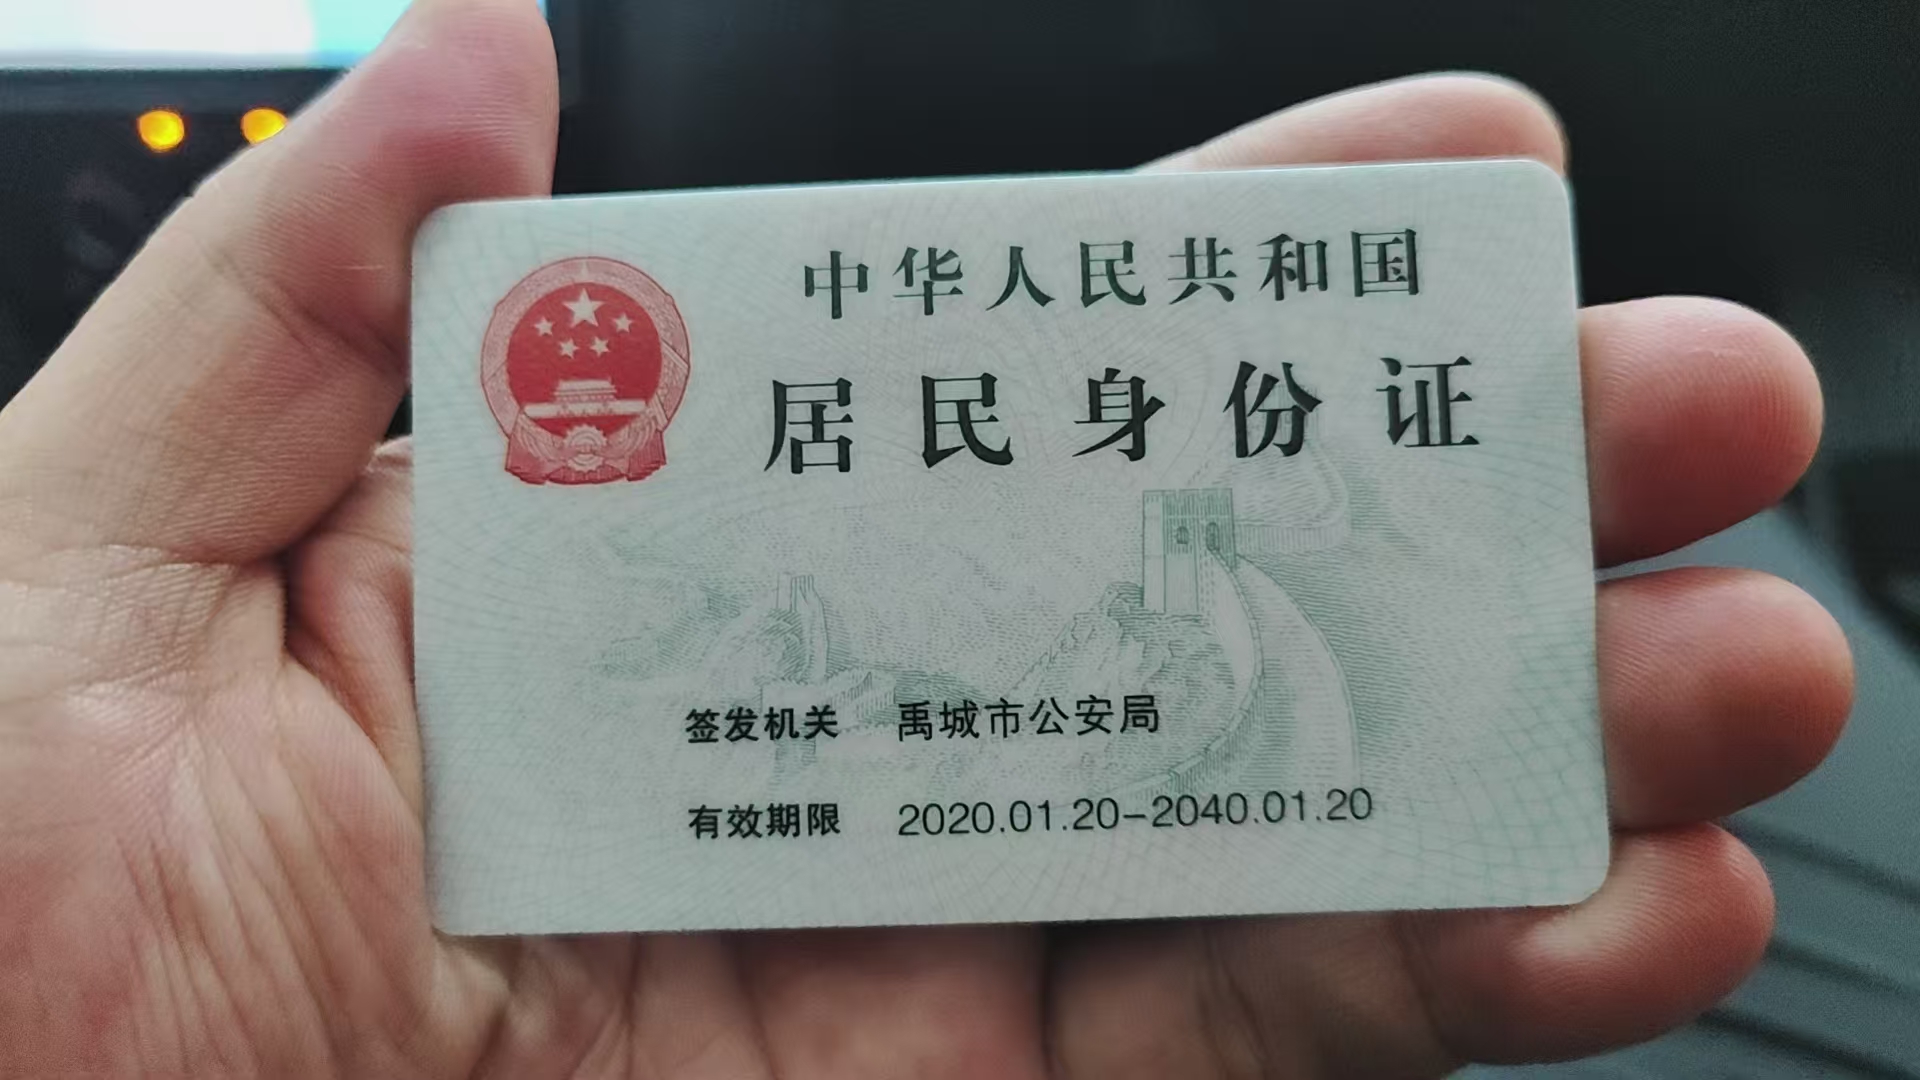 中华人民共和国
居民身份证
签发机关 禹城市公安局
有效期限 2020.01.20-2040.01.20